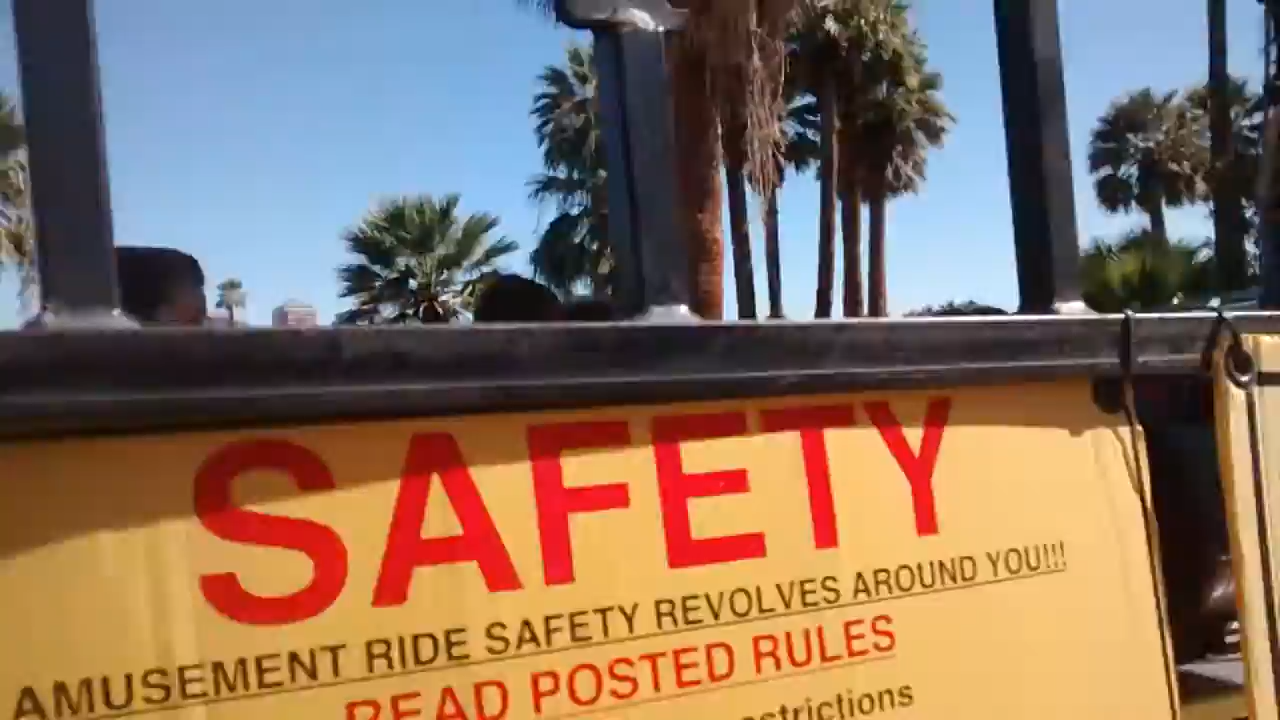 SAFETY
AMUSEMENT RIDE SAFETY REVOLVES AROUND YOU!!!
READ POSTED RULES